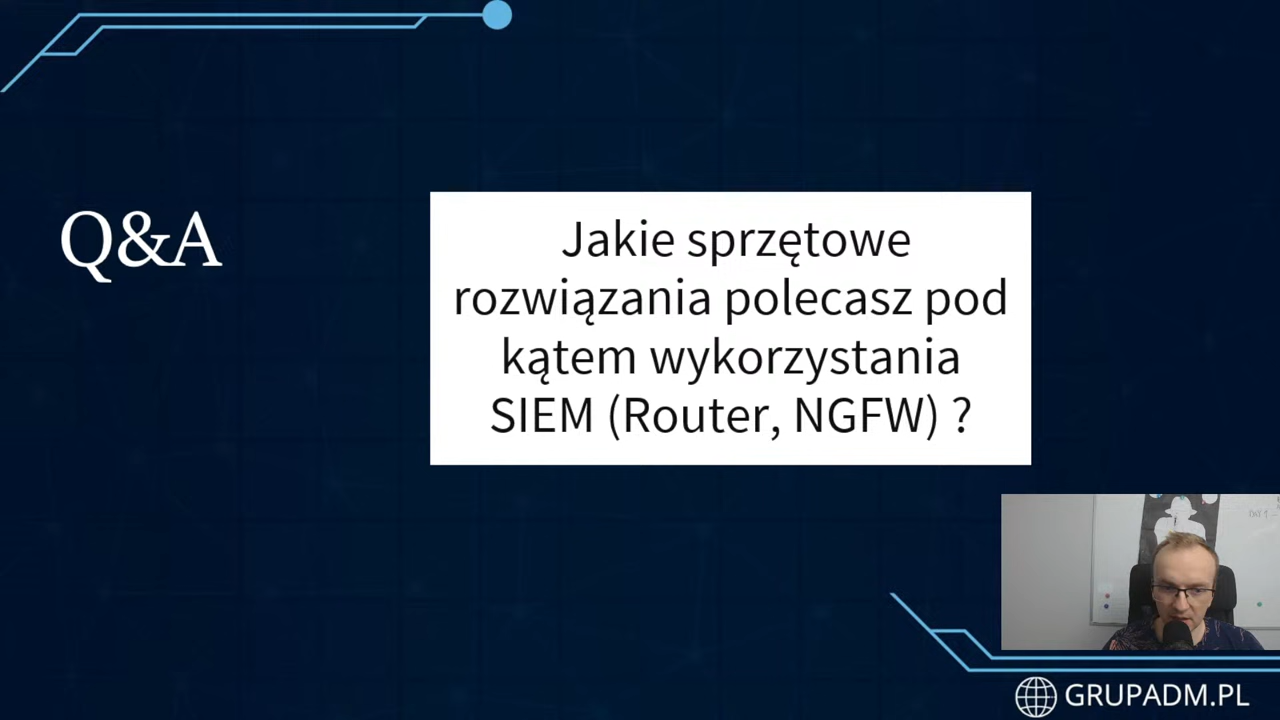 Q&A
Jakie sprzętowe
rozwiązania polecasz pod
kątem wykorzystania
SIEM (Router, NGFW) ?
GRUPADM.PL